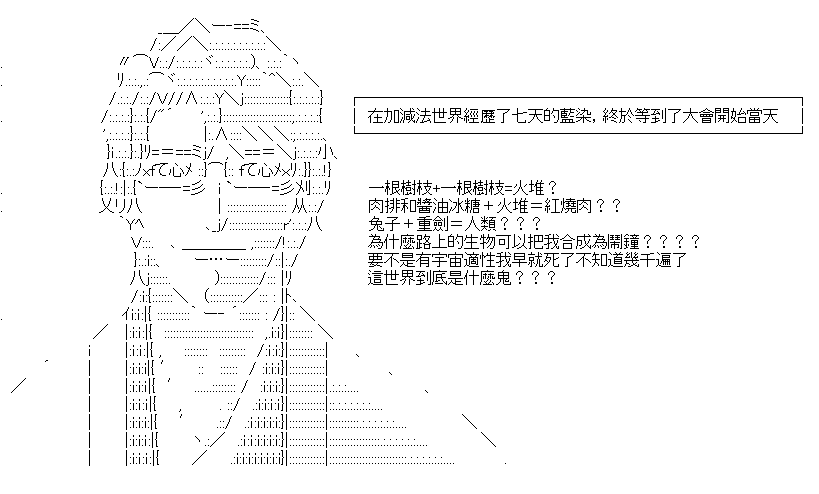 在加減法世界經歷了七天的藍染，終於等到了大會開始當天
一根樹枝+一根樹枝=火堆？
肉排和醬油冰糖＋火堆＝紅燒肉？？
兔子＋重劍＝人類？？？
為什麼路上的生物可以把我合成為鬧鐘？？？？
要不是有宇宙適性我早就死了不知道幾千遍了
這世界到底是什麼鬼？？？